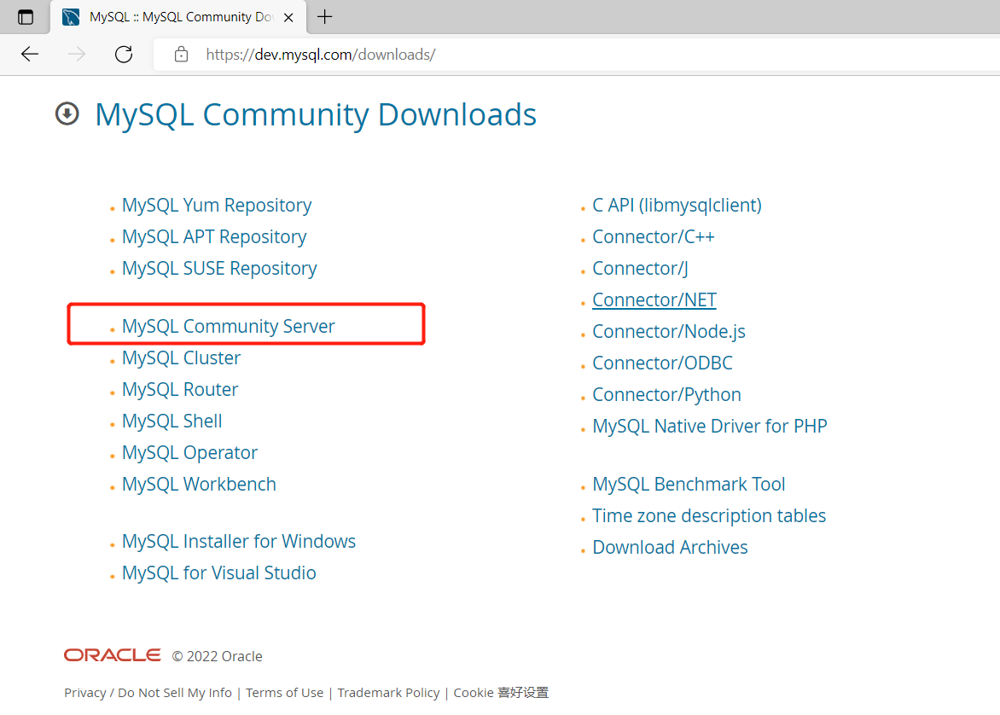 MySQL :: MySQL Community Do
https://dev.mysql.com/downloads/
MySQL Community Downloads
MySQL Yum Repository
MySQL APT Repository
MySQL SUSE Repository
MySQL Community Server
MySQL Cluster
MySQL Router
MySQL Shell
MySQL Operator
MySQL Workbench
MySQL Installer for Windows
MySQL for Visual Studio
C API (libmysqlclient)
Connector/C++
Connector/J
Connector/NET
Connector/Node.js
Connector/ODBC
Connector/Python
MySQL Native Driver for PHP
MySQL Benchmark Tool
Time zone description tables
Download Archives
ORACLE © 2022 Oracle
Privacy / Do Not Sell My Info | Terms of Use | Trademark Policy | Cookie 喜好设置